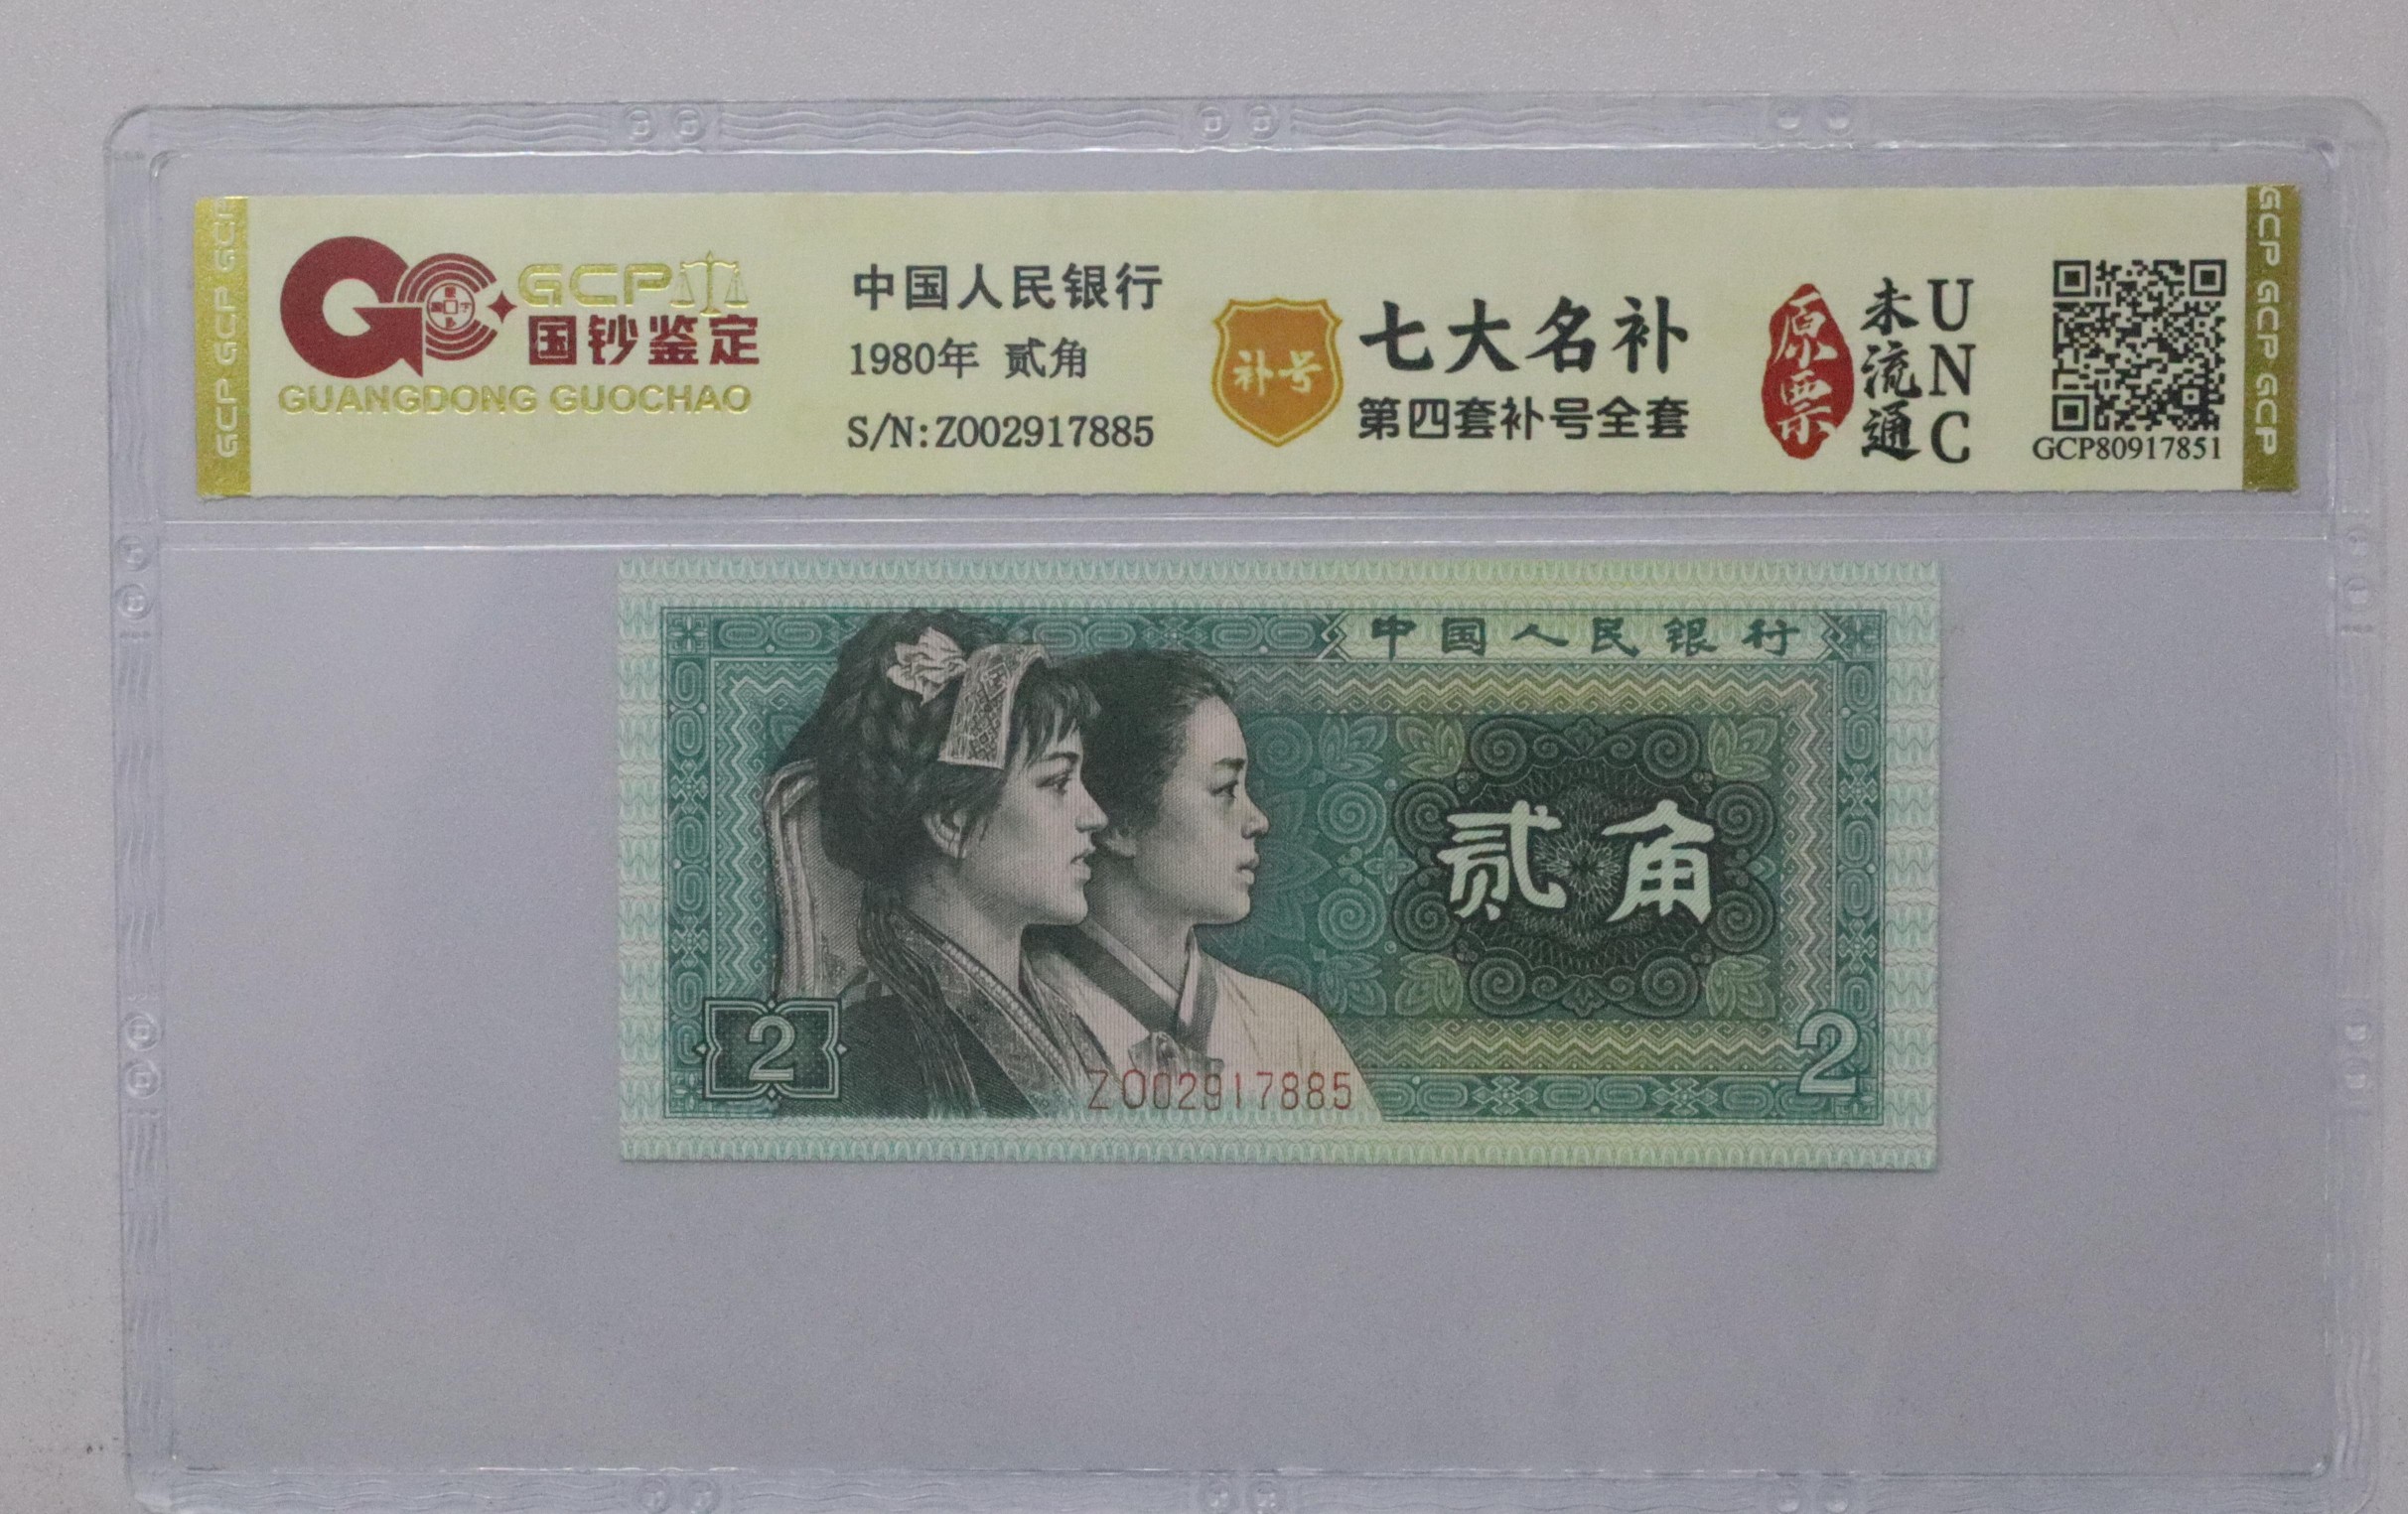 GCP GCP GCP
GCP
国钞鉴定
GUANGDONG GUOCHAO
中国人民银行
1980年 贰角
S/N:Z002917885
补号
七大名补
第四套补号全套
原票
未流通
UNC
GCP80917851
GCP GCP GCP
中国人民银行
贰角
2
Z002917885
2